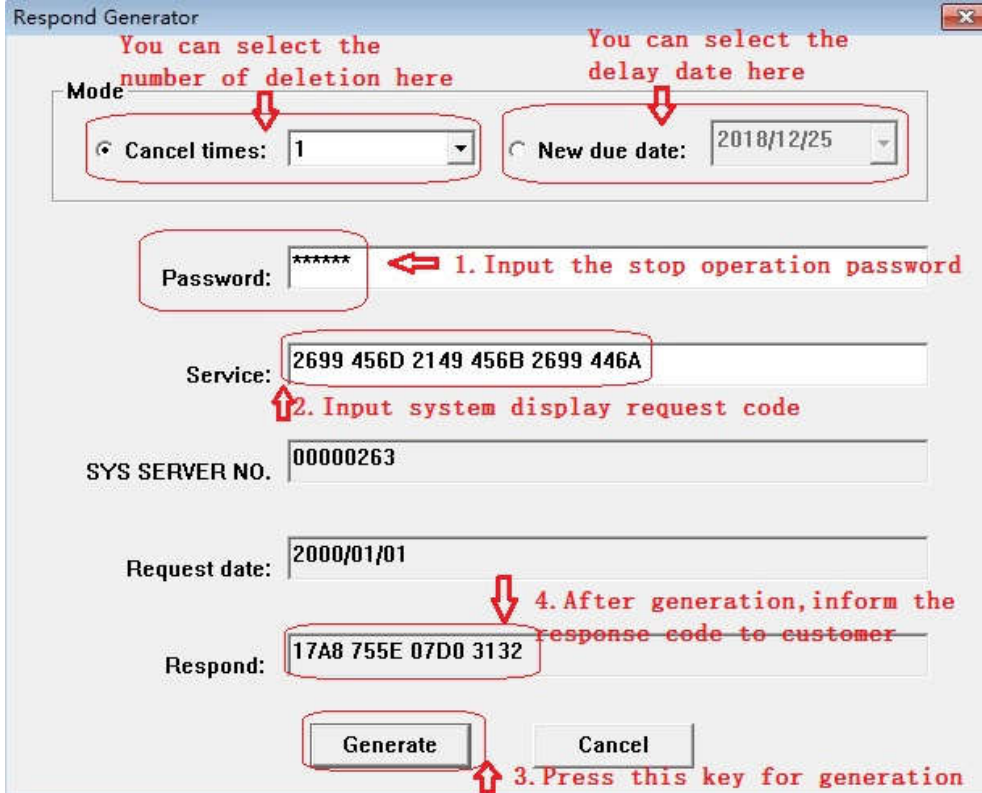 Respond Generator
You can select the
number of deletion here
You can select the
delay date here
Mode
Cancel times: 1
New due date: 2018/12/25
Password: ******
1.Input the stop operation password
Service: 2699 456D 2149 456B 2699 446A
2.Input system display request code
SYS SERVER NO. 00000263
Request date: 2000/01/01
4.After generation,inform the
response code to customer
Respond: 17A8 755E 07D0 3132
Generate
Cancel
3.Press this key for generation